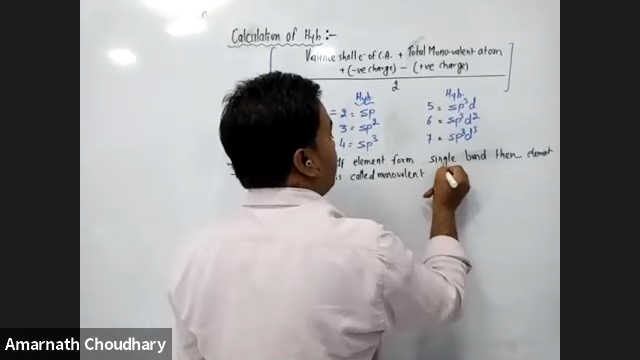 Calculation of Hyb :-
Valence shell e- of C.A. + Total Monovalent atom
+ (-ve charge) - (+ve charge)
2
Hyb.
= 2 = sp
3 = sp2
4 = sp3
Hyb.
5 = sp3d
6 = sp3d2
7 = sp3d3
If element form single bond then element
is called monovalent
Amarnath Choudhary